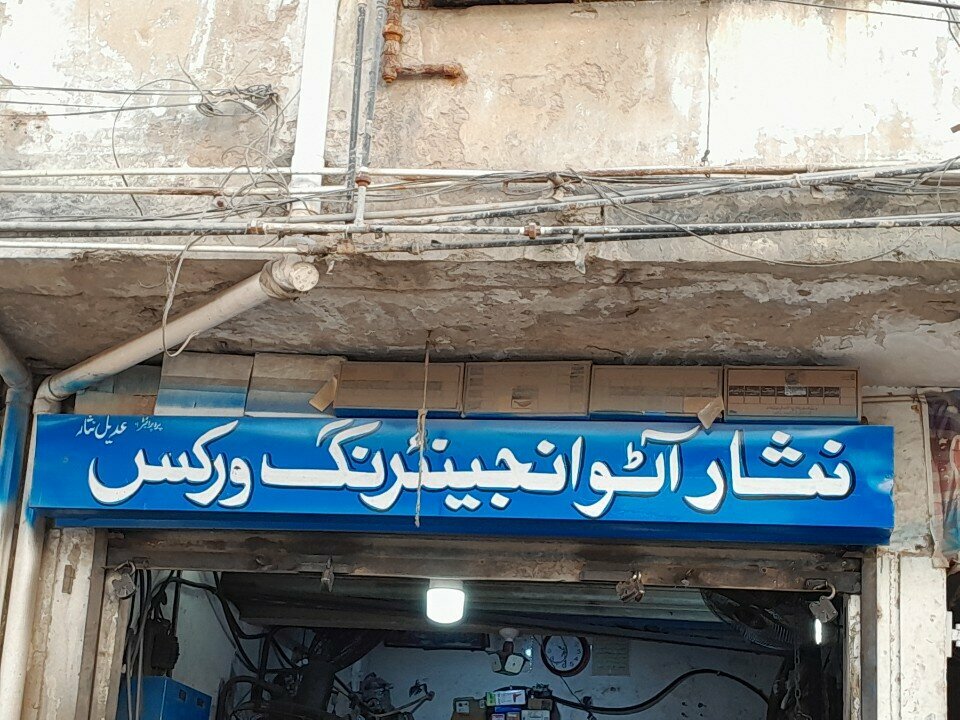 پروپرائٹر: عدیل نثار
نثار آٹو انجینئرنگ ورکس